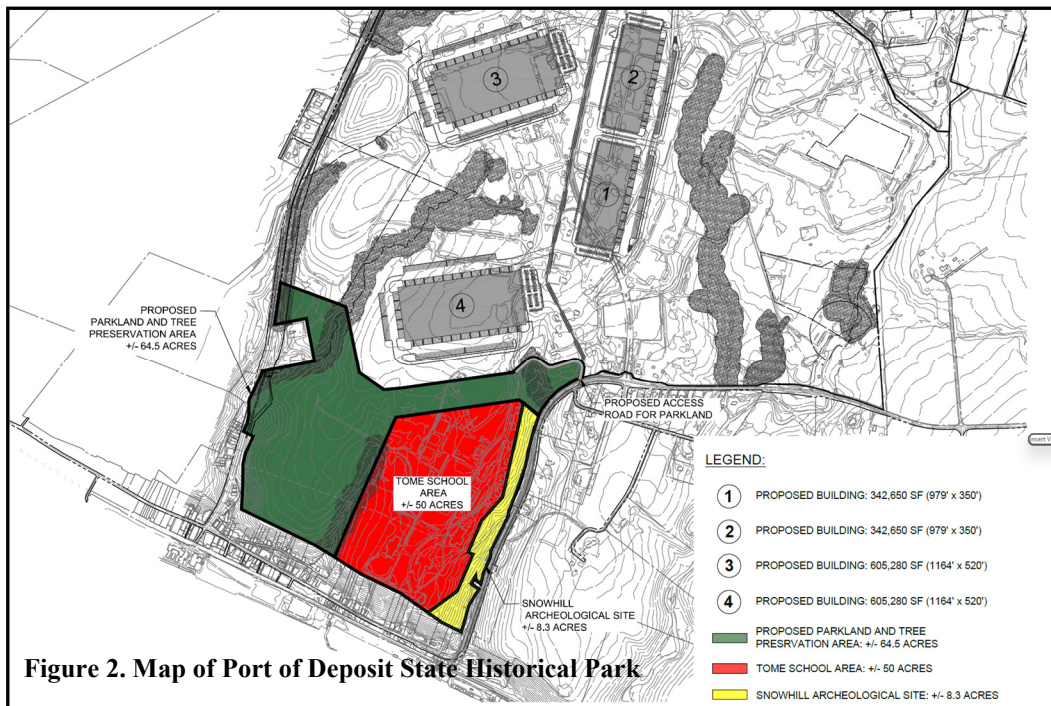 3
2
1
4
PROPOSED
PARKLAND AND TREE
PRESERVATION AREA
+/- 64.5 ACRES
PROPOSED ACCESS
ROAD FOR PARKLAND
TOME SCHOOL
AREA
+/- 50 ACRES
SNOWHILL
ARCHEOLOGICAL SITE
+/- 8.3 ACRES
LEGEND:
1 PROPOSED BUILDING: 342,650 SF (979' x 350')
2 PROPOSED BUILDING: 342,650 SF (979' x 350')
3 PROPOSED BUILDING: 605,280 SF (1164' x 520')
4 PROPOSED BUILDING: 605,280 SF (1164' x 520')
PROPOSED PARKLAND AND TREE
PRESRVATION AREA: +/- 64.5 ACRES
TOME SCHOOL AREA: +/- 50 ACRES
SNOWHILL ARCHEOLOGICAL SITE: +/- 8.3 ACRES
Figure 2. Map of Port of Deposit State Historical Park